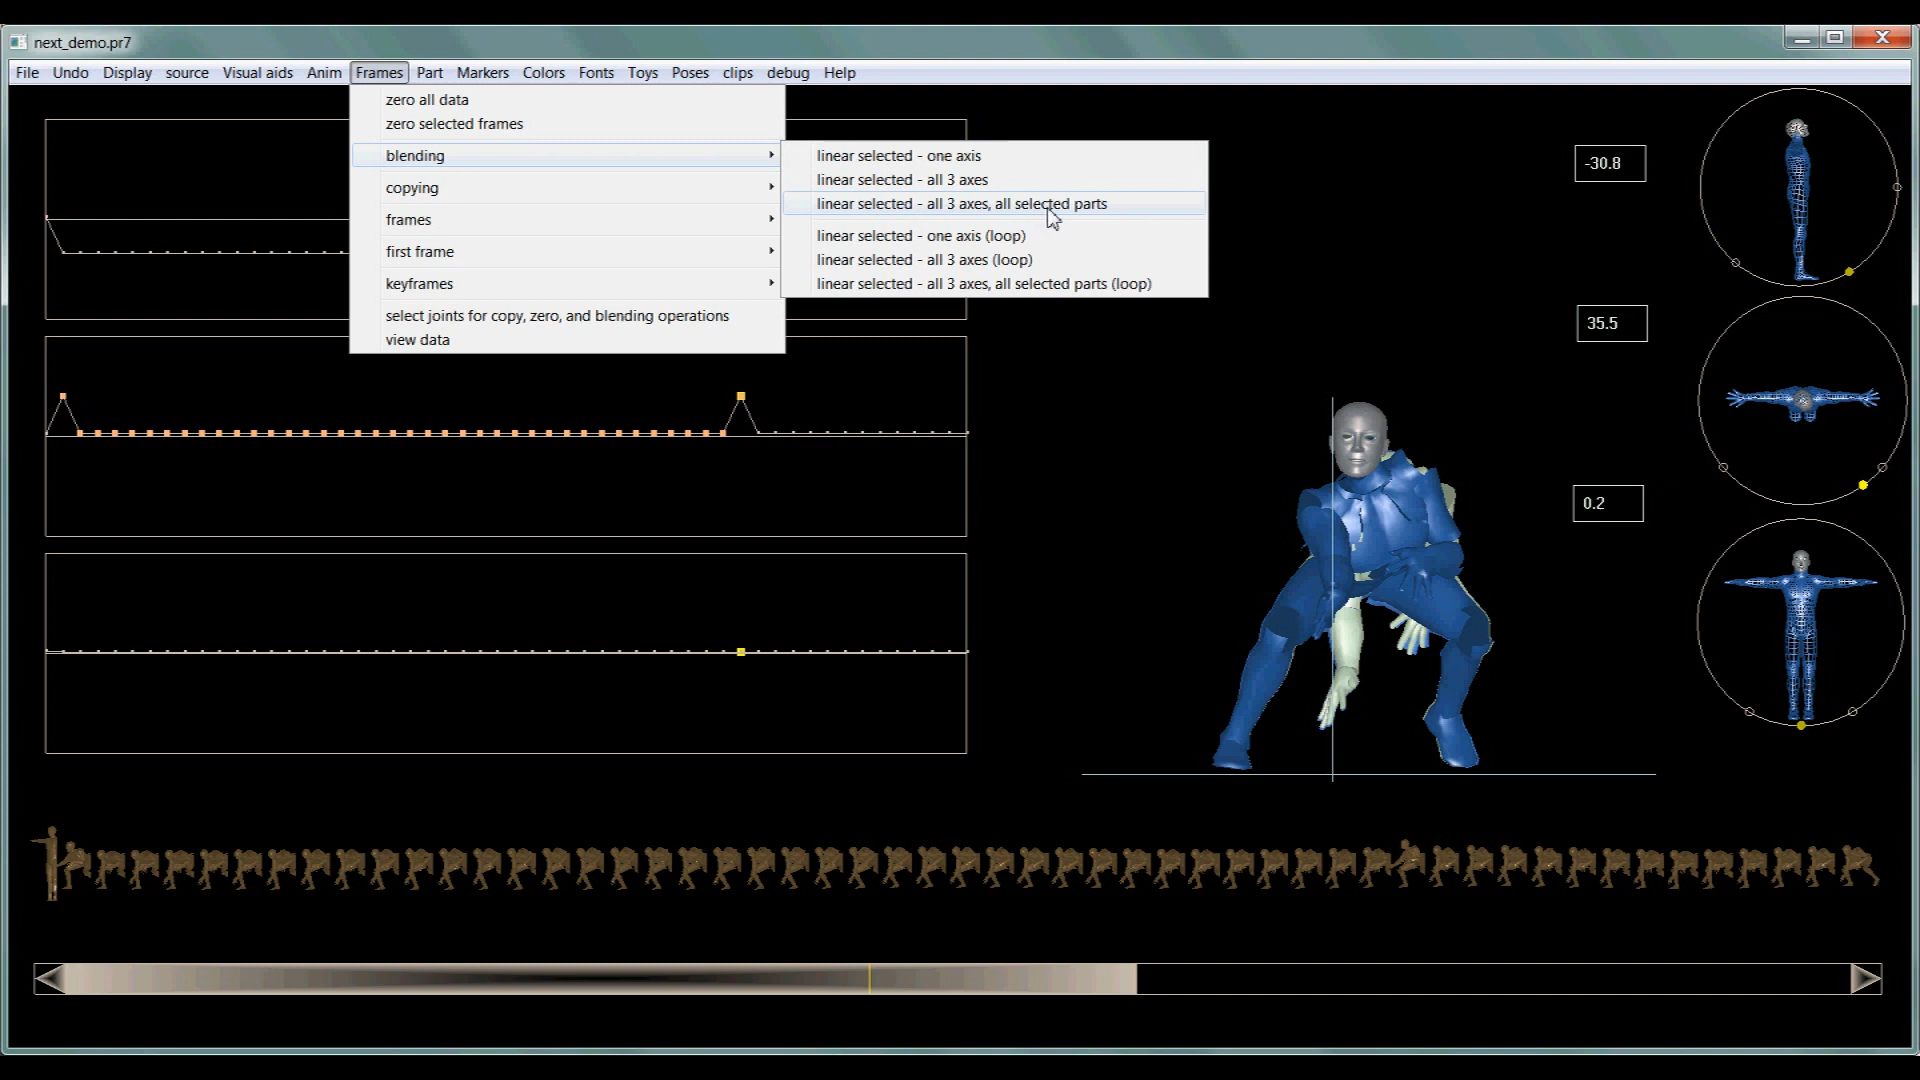 next_demo.pr7
File Undo Display source Visual aids Anim Frames Part Markers Colors Fonts Toys Poses clips debug Help
zero all data
zero selected frames
blending
copying
frames
first frame
keyframes
select joints for copy, zero, and blending operations
view data
linear selected - one axis
linear selected - all 3 axes
linear selected - all 3 axes, all selected parts
linear selected - one axis (loop)
linear selected - all 3 axes (loop)
linear selected - all 3 axes, all selected parts (loop)
-30.8
35.5
0.2